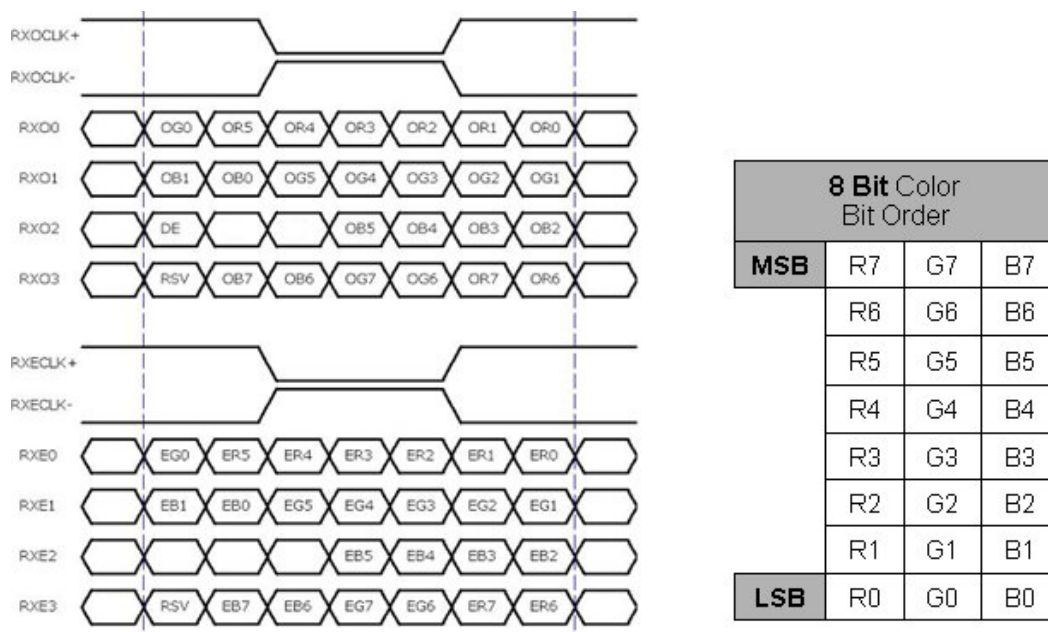 RXOCLK+
RXOCLK-
RXO0 OG0 OR5 OR4 OR3 OR2 OR1 OR0
RXO1 OB1 OB0 OG5 OG4 OG3 OG2 OG1
RXO2 DE OB5 OB4 OB3 OB2
RXO3 RSV OB7 OB6 OG7 OG6 OR7 OR6
RXECLK+
RXECLK-
RXE0 EG0 ER5 ER4 ER3 ER2 ER1 ER0
RXE1 EB1 EB0 EG5 EG4 EG3 EG2 EG1
RXE2 EB5 EB4 EB3 EB2
RXE3 RSV EB7 EB6 EG7 EG6 ER7 ER6
8 Bit Color
Bit Order
MSB R7 G7 B7
R6 G6 B6
R5 G5 B5
R4 G4 B4
R3 G3 B3
R2 G2 B2
R1 G1 B1
LSB R0 G0 B0